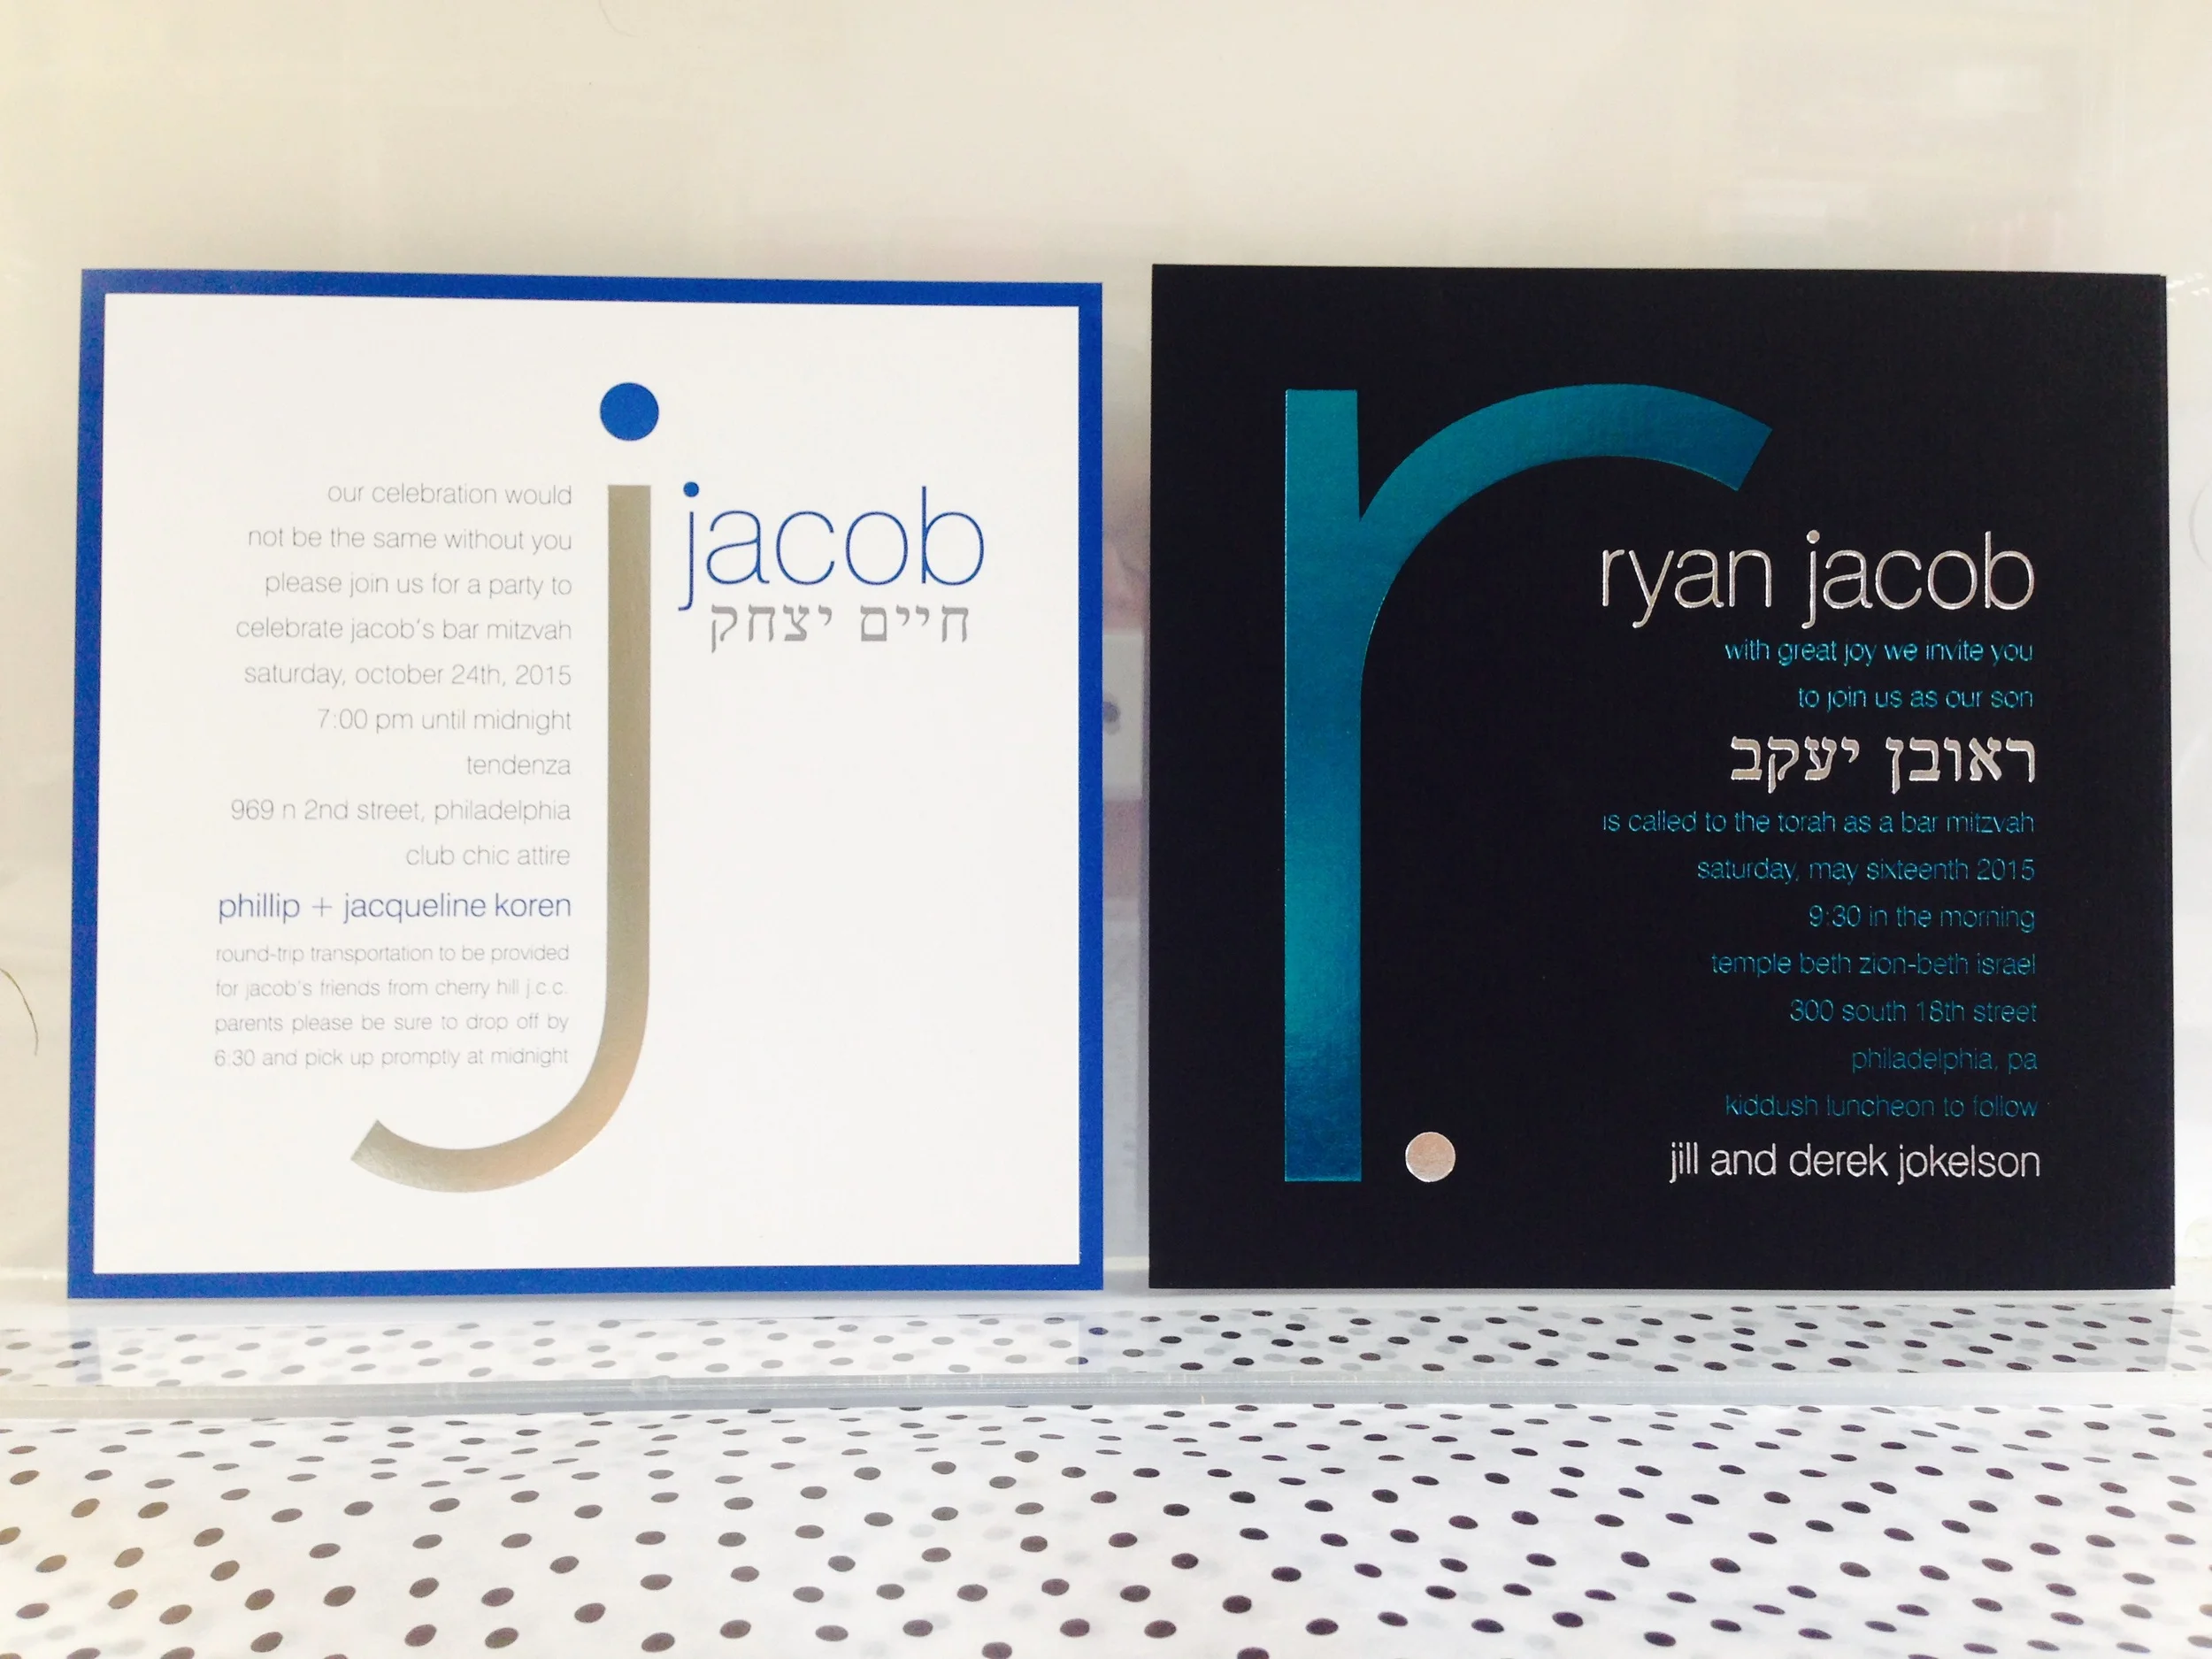 j
jacob
חיים יצחק
our celebration would
not be the same without you
please join us for a party to
celebrate jacob's bar mitzvah
saturday, october 24th, 2015
7:00 pm until midnight
tendenza
969 n 2nd street, philadelphia
club chic attire
phillip + jacqueline koren
round-trip transportation to be provided
for jacob's friends from cherry hill j.c.c.
parents please be sure to drop off by
6:30 and pick up promptly at midnight
r.
ryan jacob
with great joy we invite you
to join us as our son
ראובן יעקב
is called to the torah as a bar mitzvah
saturday, may sixteenth 2015
9:30 in the morning
temple beth zion-beth israel
300 south 18th street
philadelphia, pa
kiddush luncheon to follow
jill and derek jokelson